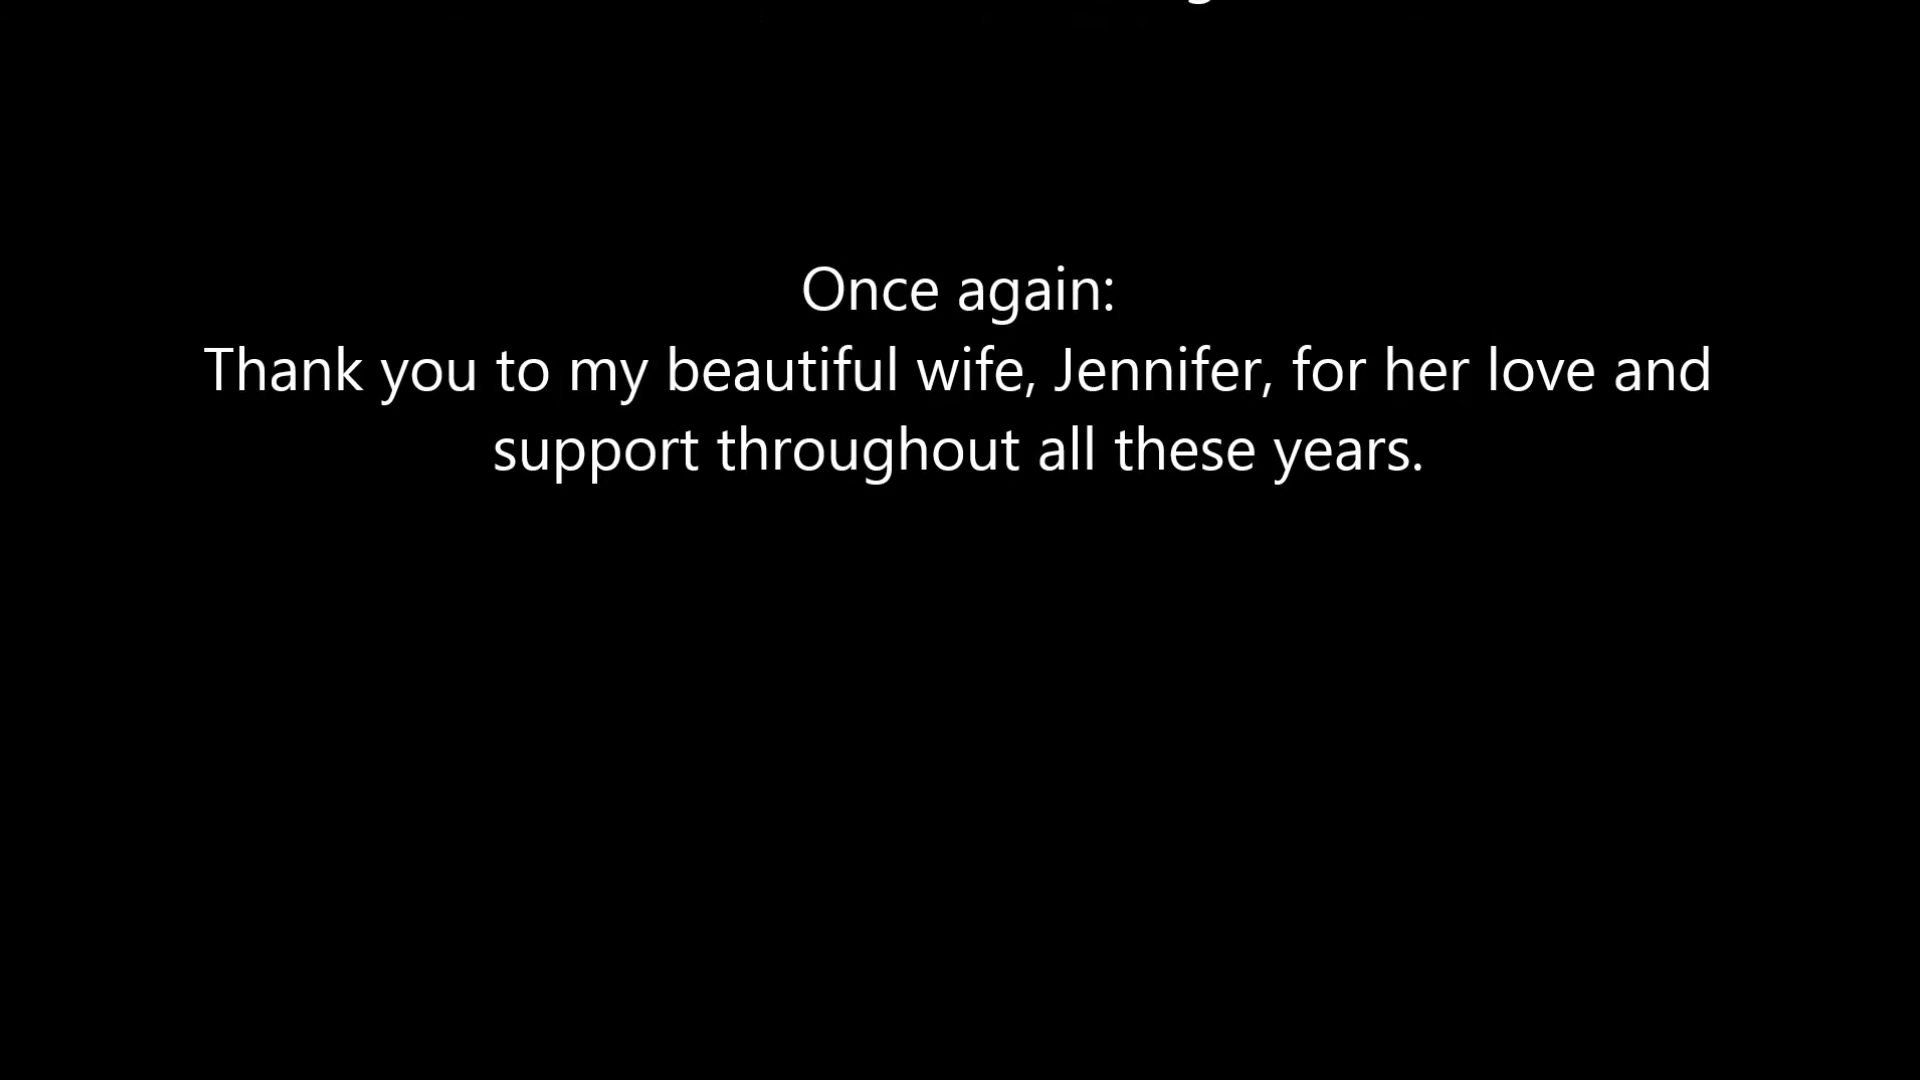 Once again:
Thank you to my beautiful wife, Jennifer, for her love and
support throughout all these years.